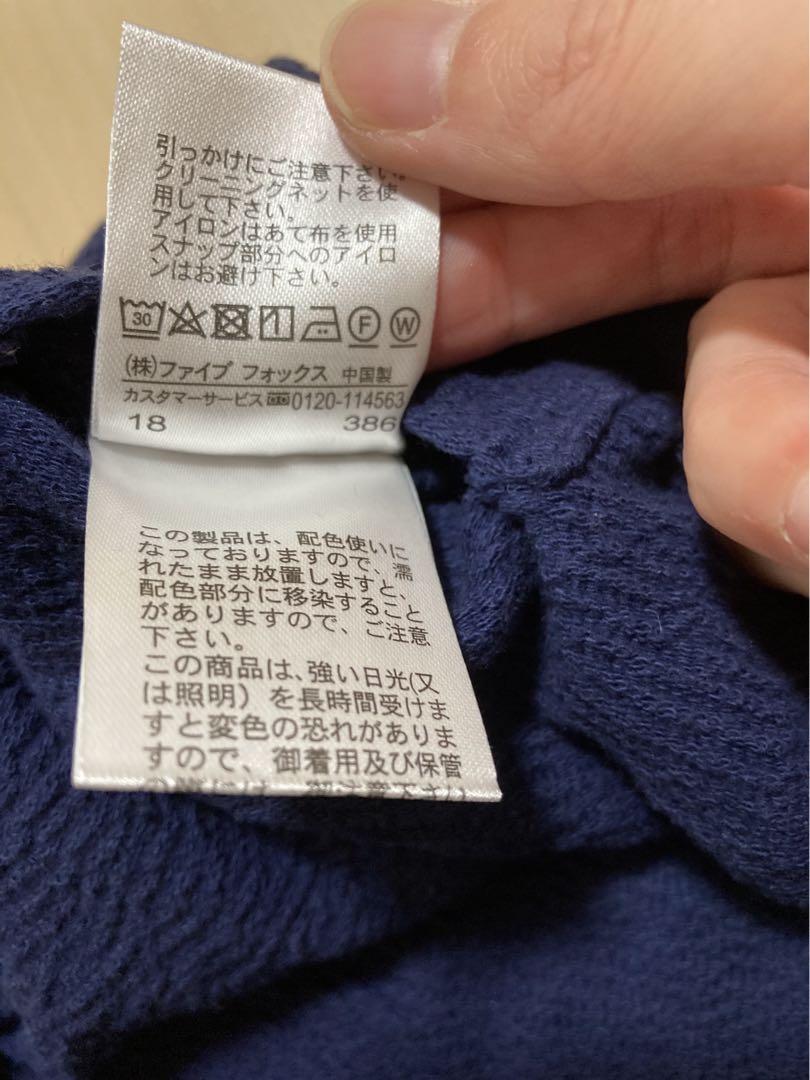 引っかけにご注意下さい。
クリーニングネットを使
用して下さい。
アイロンはあて布を使用
スナップ部分へのアイロ
ンはお避け下さい。
30 F W
(株)ファイブ フォックス 中国製
カスタマーサービス 0120-114563
18 386
この製品は、配色使いに
なっておりますので、濡
れたまま放置しますと、
配色部分に移染すること
がありますので、ご注意
下さい。
この商品は、強い日光(又
は照明）を長時間受けま
すと変色の恐れがありま
すので、御着用及び保管